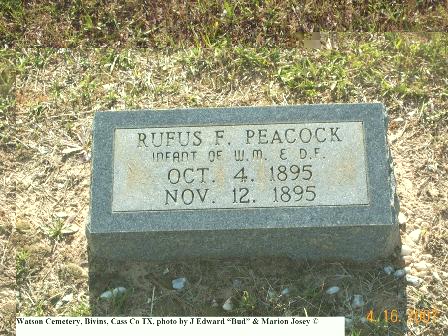 RUFUS F. PEACOCK
INFANT OF W.M. & D.F.
OCT. 4. 1895
NOV. 12. 1895
4 16 200
Watson Cemetery, Bivins, Cass Co TX, photo by J Edward “Bud” & Marion Josey ©